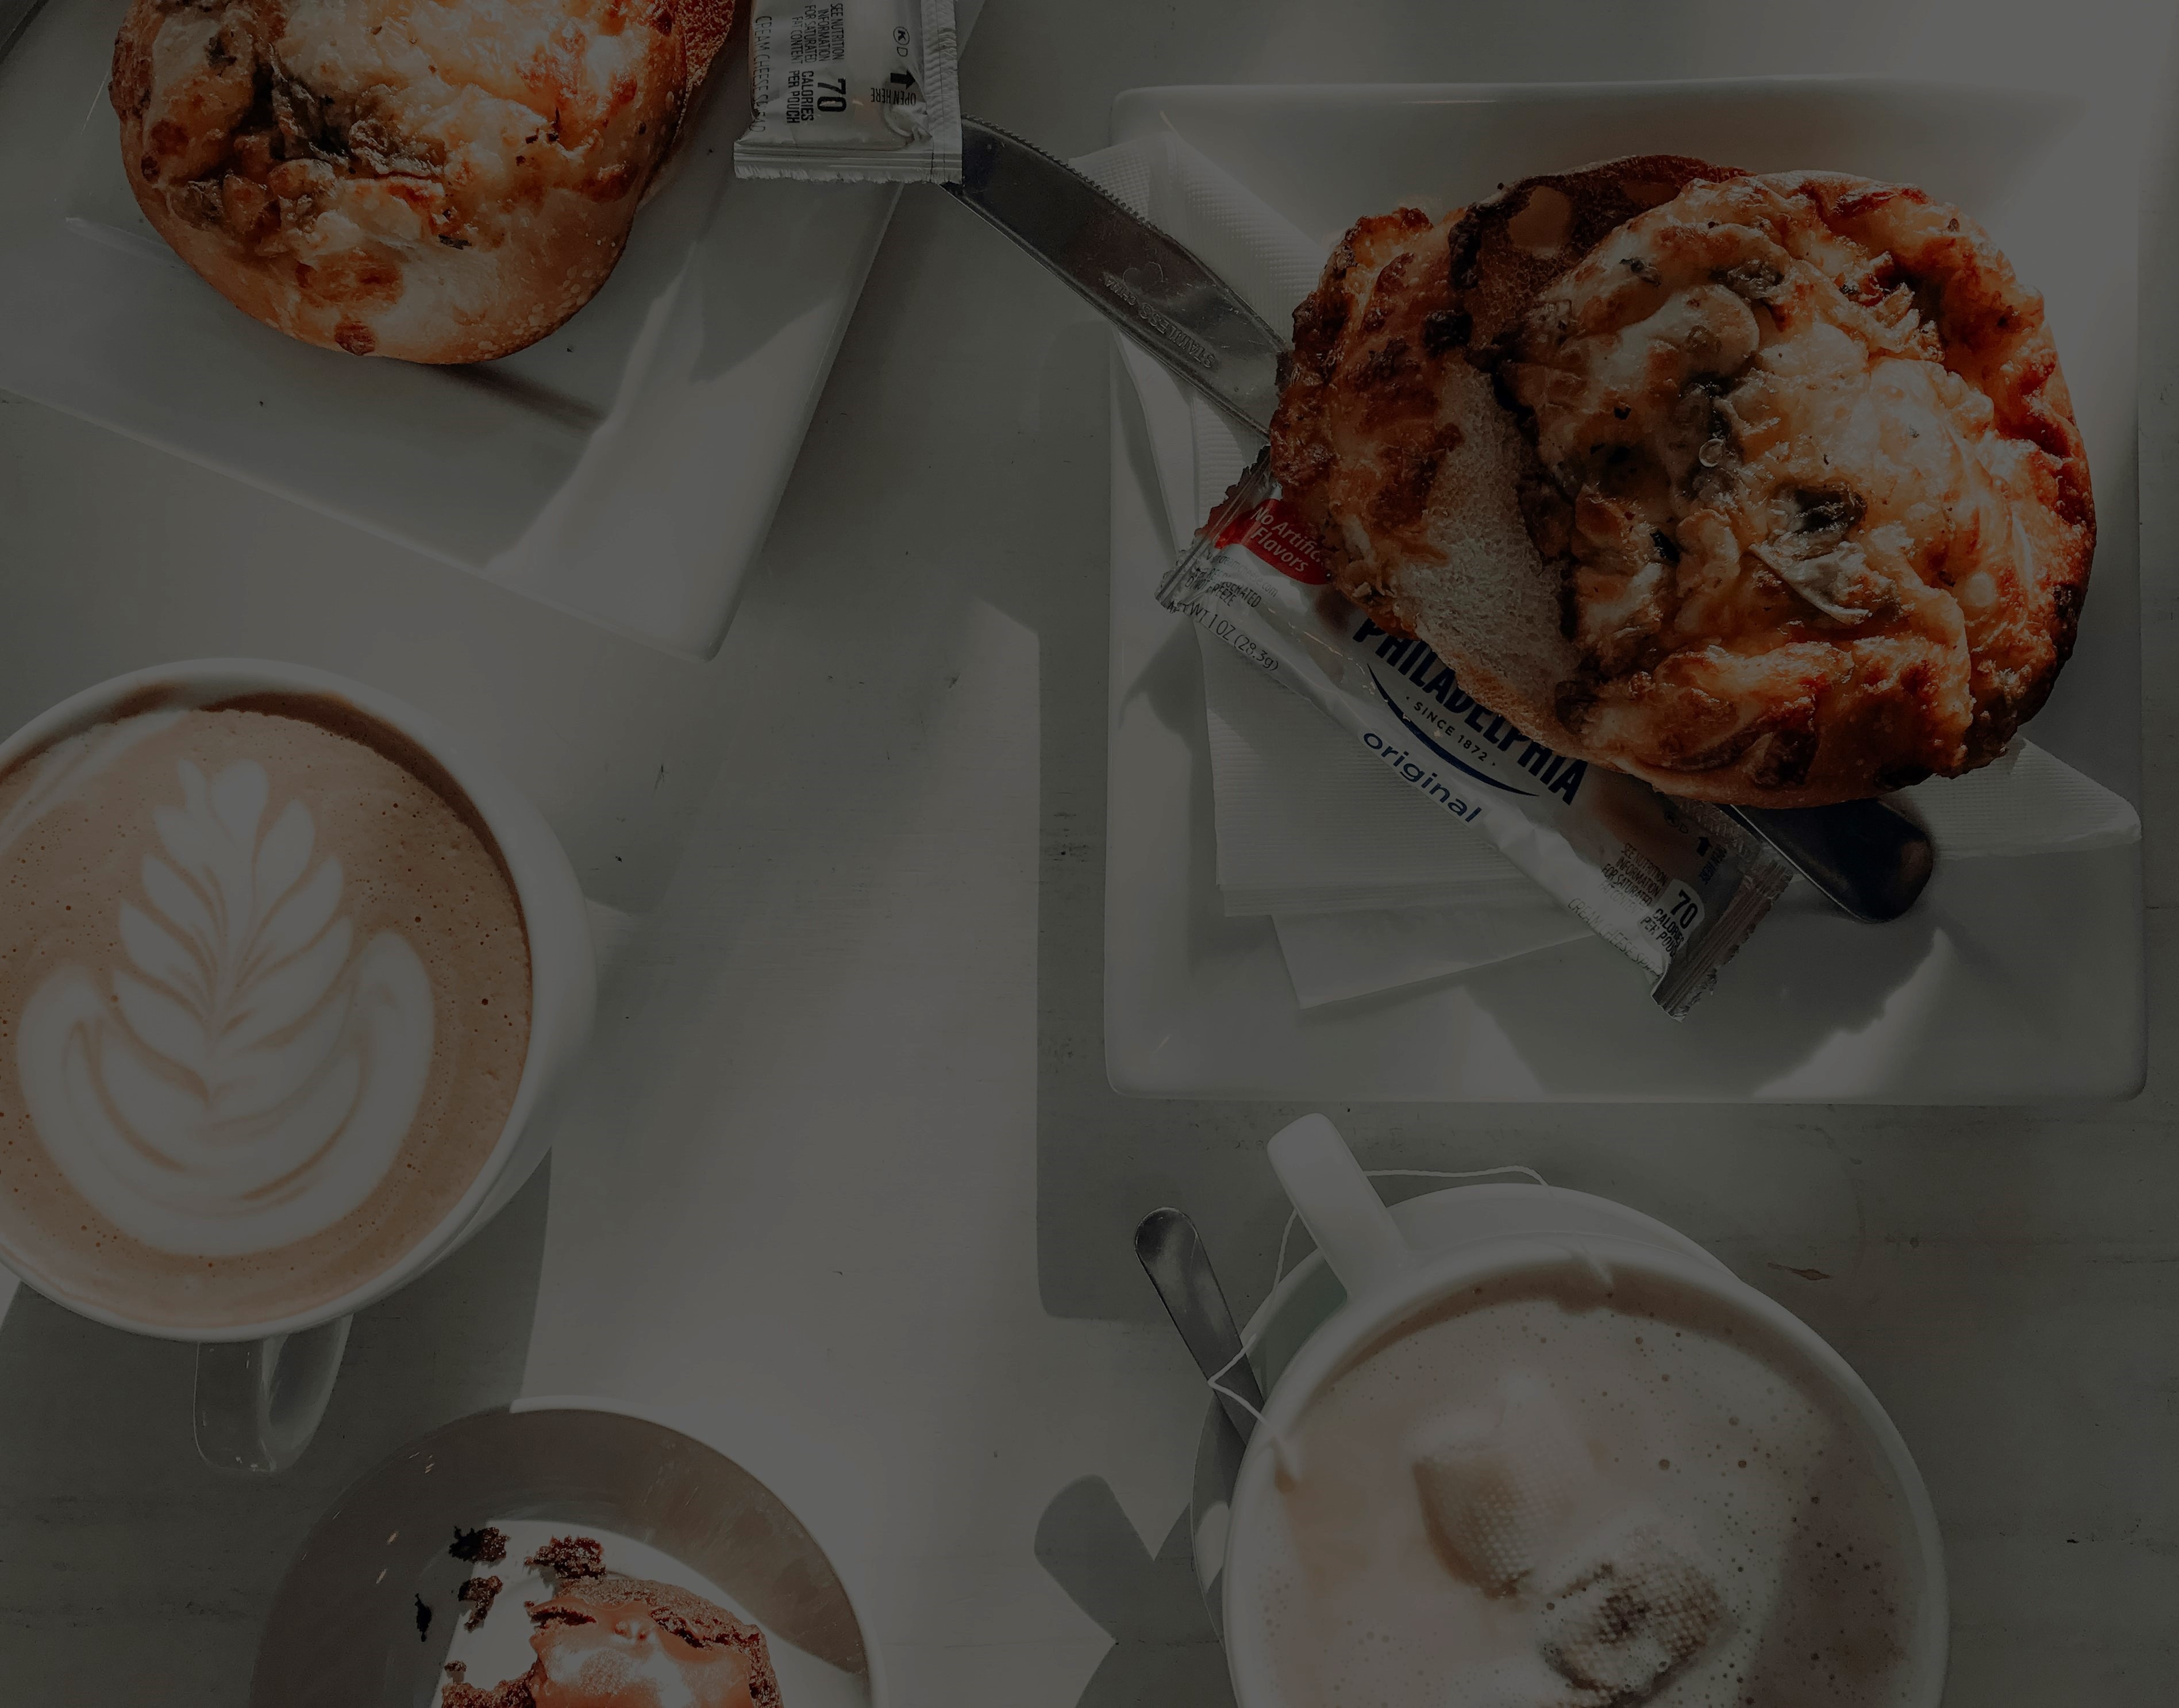 SEE NUTRITION
INFORMATION
FOR SATURATED
FAT CONTENT
70
CALORIES
PER POUCH
CREAM CHEESE
K D
OPEN HERE
STAINLESS
No Artific
Flavors
NET WT. 1 OZ (28.3g)
PHILADELPHIA
· SINCE 1872 ·
original
SEE NUTRITION
INFORMATION
FOR SATURATED
70
CALORIES
PER POUCH
CREAM CHEESE